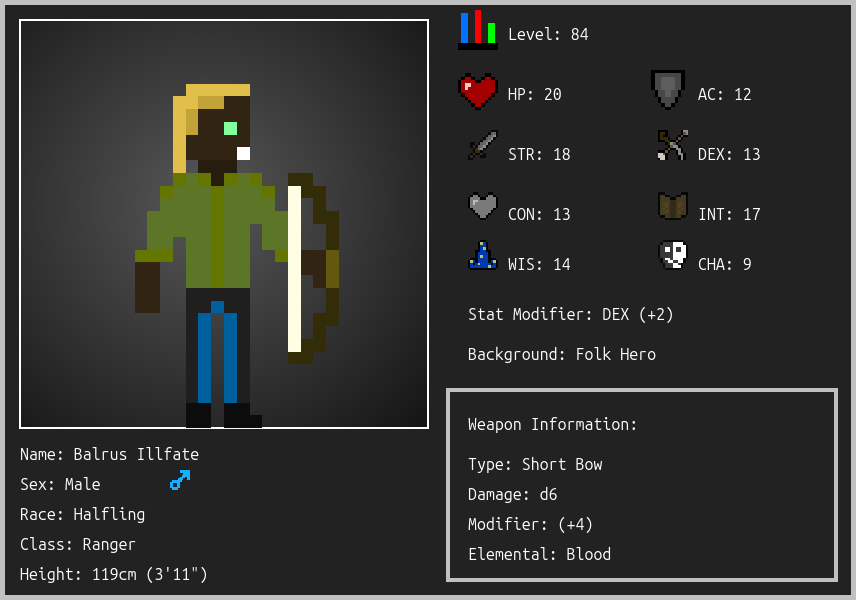 Level: 84
HP: 20
AC: 12
STR: 18
DEX: 13
CON: 13
INT: 17
WIS: 14
CHA: 9
Stat Modifier: DEX (+2)
Background: Folk Hero
Weapon Information:
Type: Short Bow
Damage: d6
Modifier: (+4)
Elemental: Blood
Name: Balrus Illfate
Sex: Male
Race: Halfling
Class: Ranger
Height: 119cm (3'11")